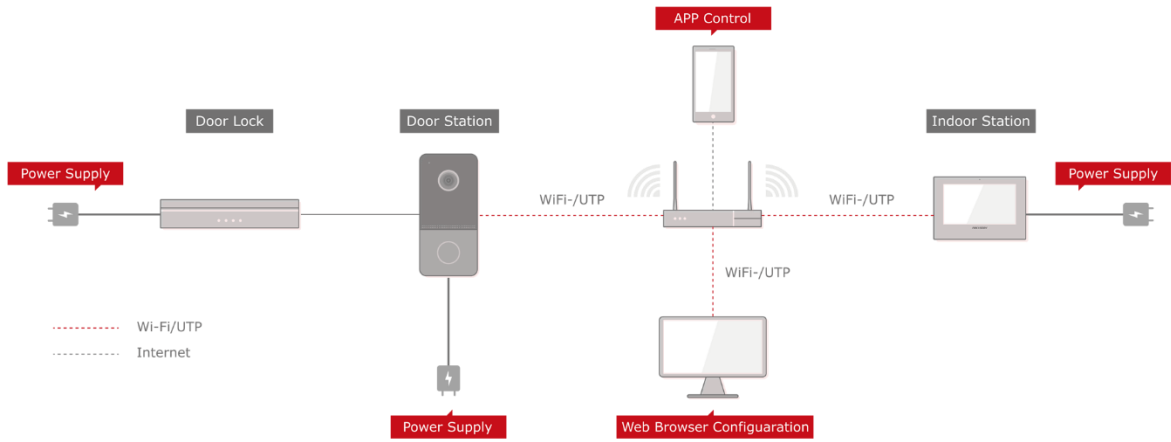 APP Control
Door Lock
Door Station
Indoor Station
Power Supply
Power Supply
WiFi-/UTP
WiFi-/UTP
WiFi-/UTP
Wi-Fi/UTP
Internet
Power Supply
Web Browser Configuaration